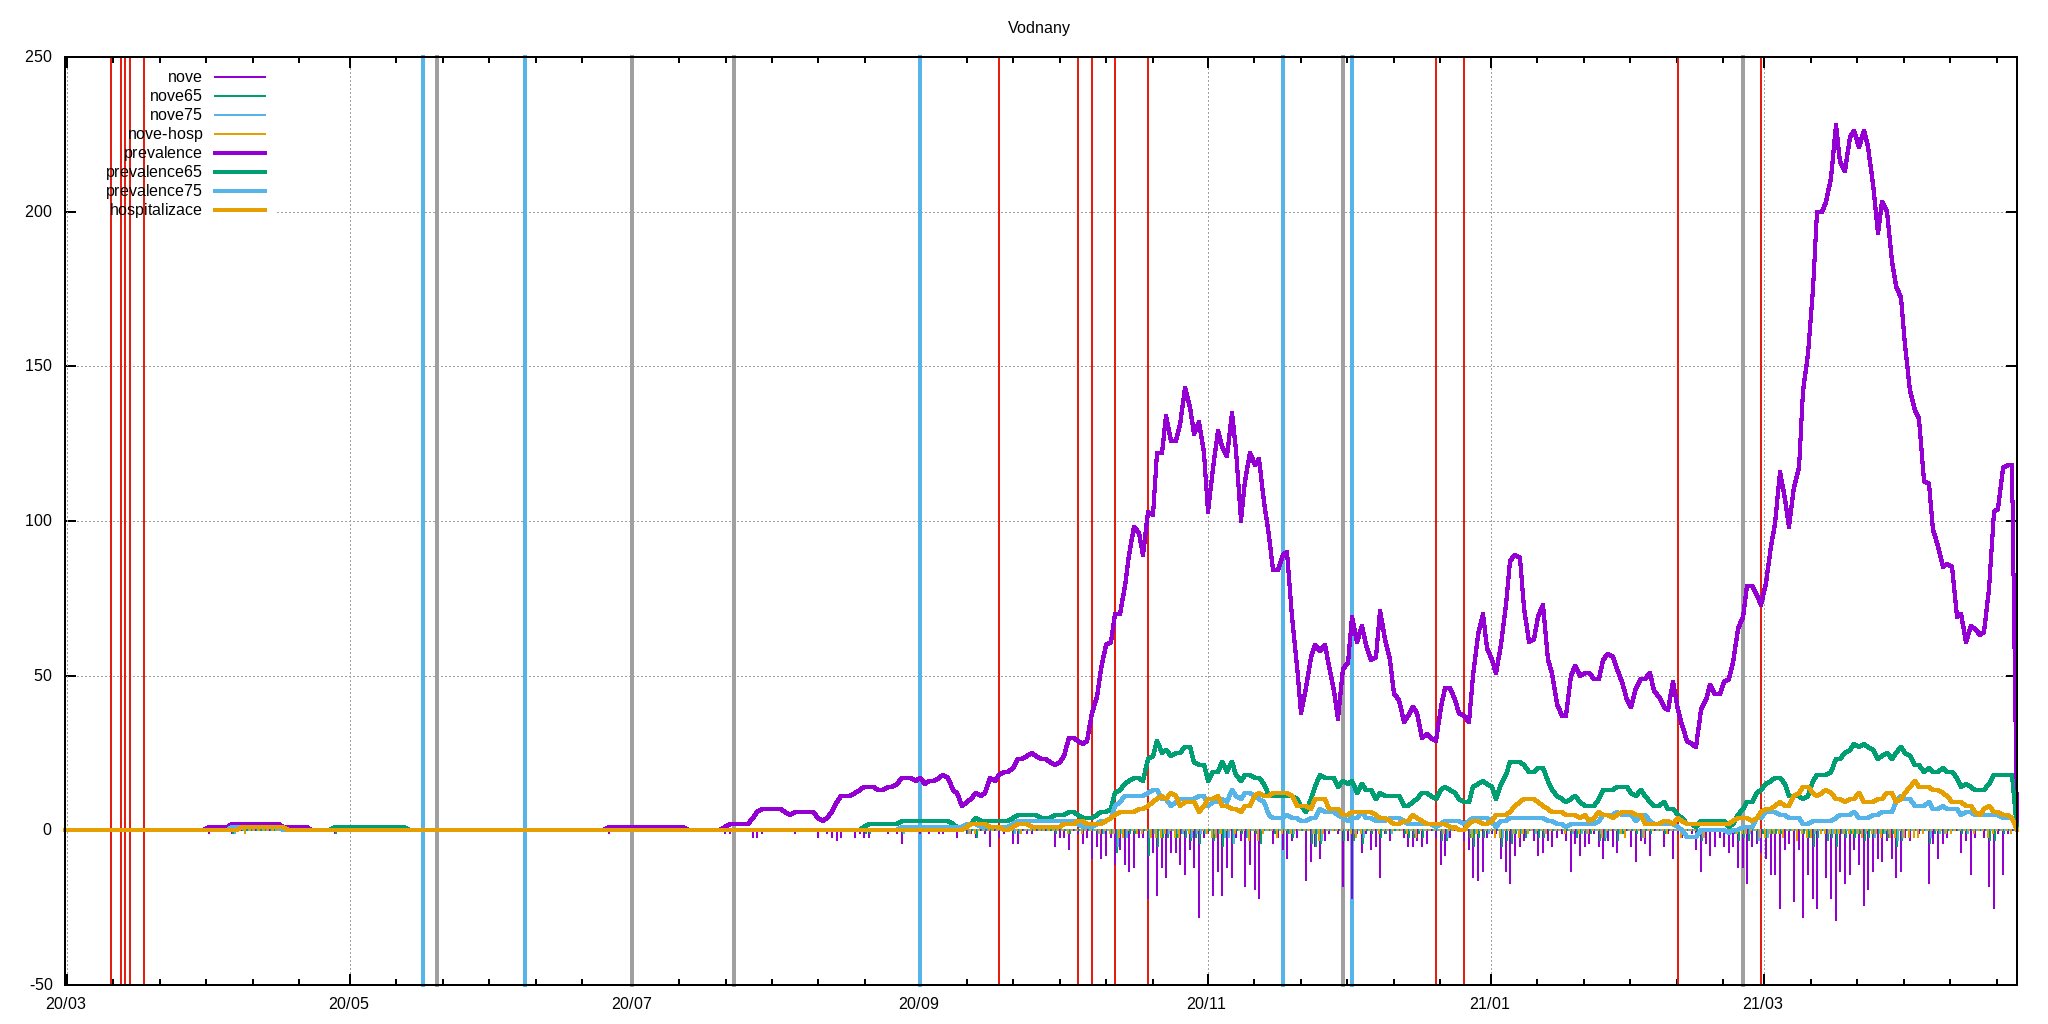 Vodnany
250
200
150
100
50
0
-50
nove
nove65
nove75
nove-hosp
prevalence
prevalence65
prevalence75
hospitalizace
20/03 20/05 20/07 20/09 20/11 21/01 21/03